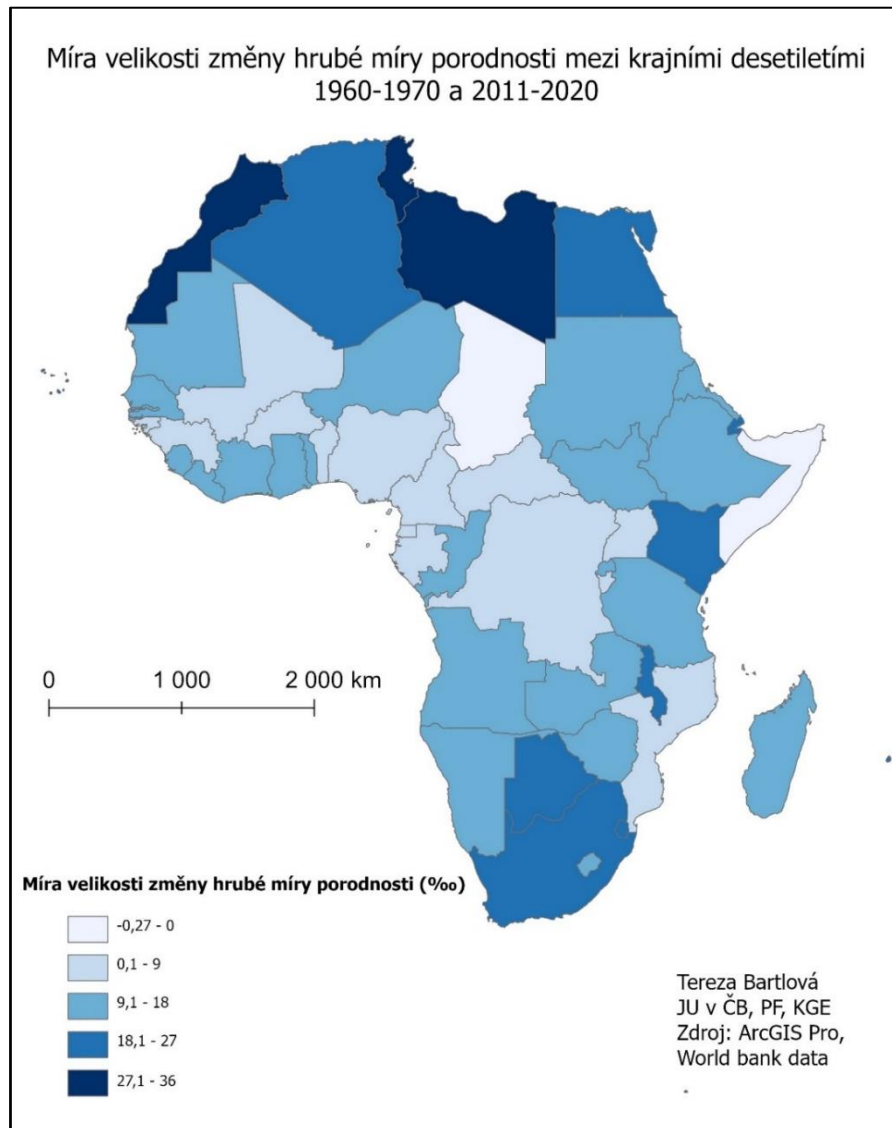 Míra velikosti změny hrubé míry porodnosti mezi krajními desetiletími
1960-1970 a 2011-2020
0 1 000 2 000 km
Míra velikosti změny hrubé míry porodnosti (‰)
-0,27 - 0
0,1 - 9
9,1 - 18
18,1 - 27
27,1 - 36
Tereza Bartlová
JU v ČB, PF, KGE
Zdroj: ArcGIS Pro,
World bank data